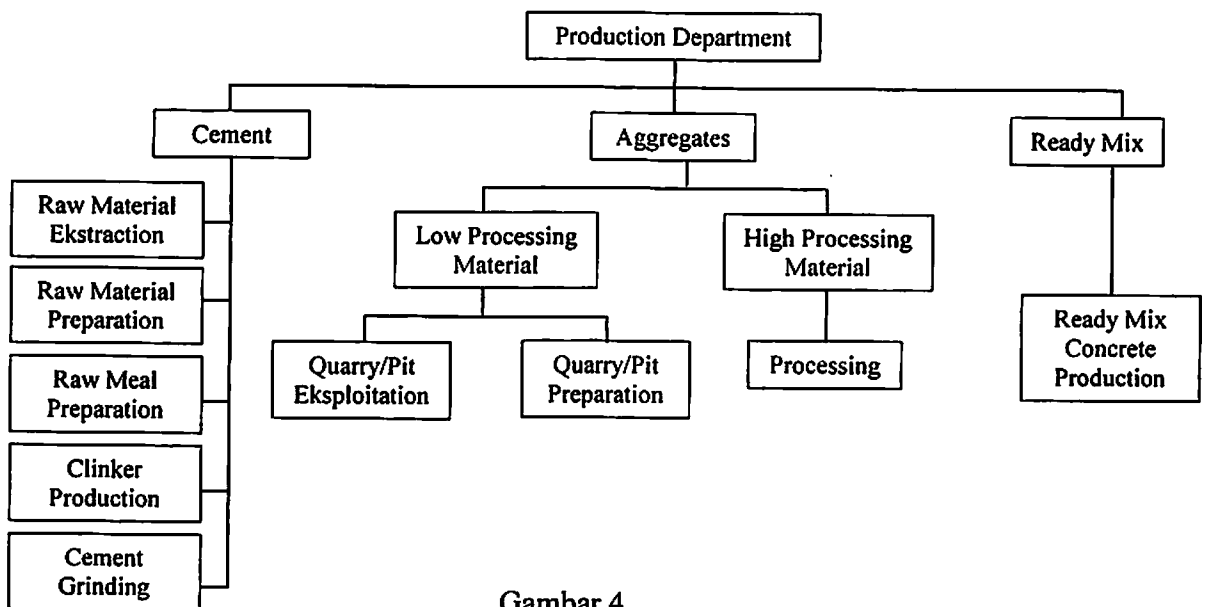 Production Department
Cement
Aggregates
Ready Mix
Raw Material
Ekstraction
Raw Material
Preparation
Raw Meal
Preparation
Clinker
Production
Cement
Grinding
Low Processing
Material
High Processing
Material
Quarry/Pit
Eksploitation
Quarry/Pit
Preparation
Processing
Ready Mix
Concrete
Production
Gambar 4